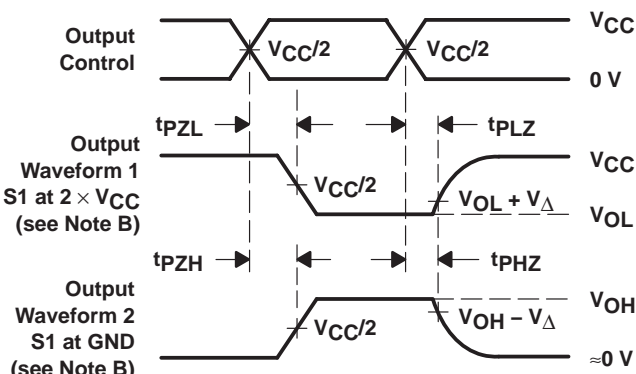 Output
Control
VCC/2
VCC/2
VCC
0 V
tPZL
tPLZ
Output
Waveform 1
S1 at 2 × VCC
(see Note B)
VCC/2
VCC
VOL + VΔ
VOL
tPZH
tPHZ
Output
Waveform 2
S1 at GND
(see Note B)
VCC/2
VOH
VOH – VΔ
≈0 V